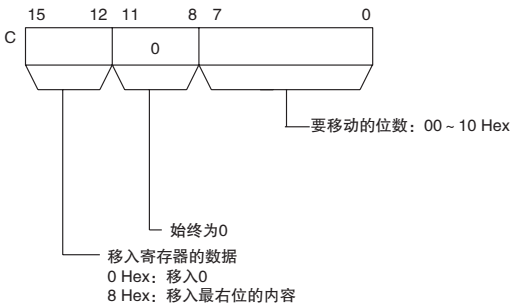 15 12 11 8 7 0
C
0
要移动的位数：00 ~ 10 Hex
始终为0
移入寄存器的数据
0 Hex：移入0
8 Hex：移入最右位的内容